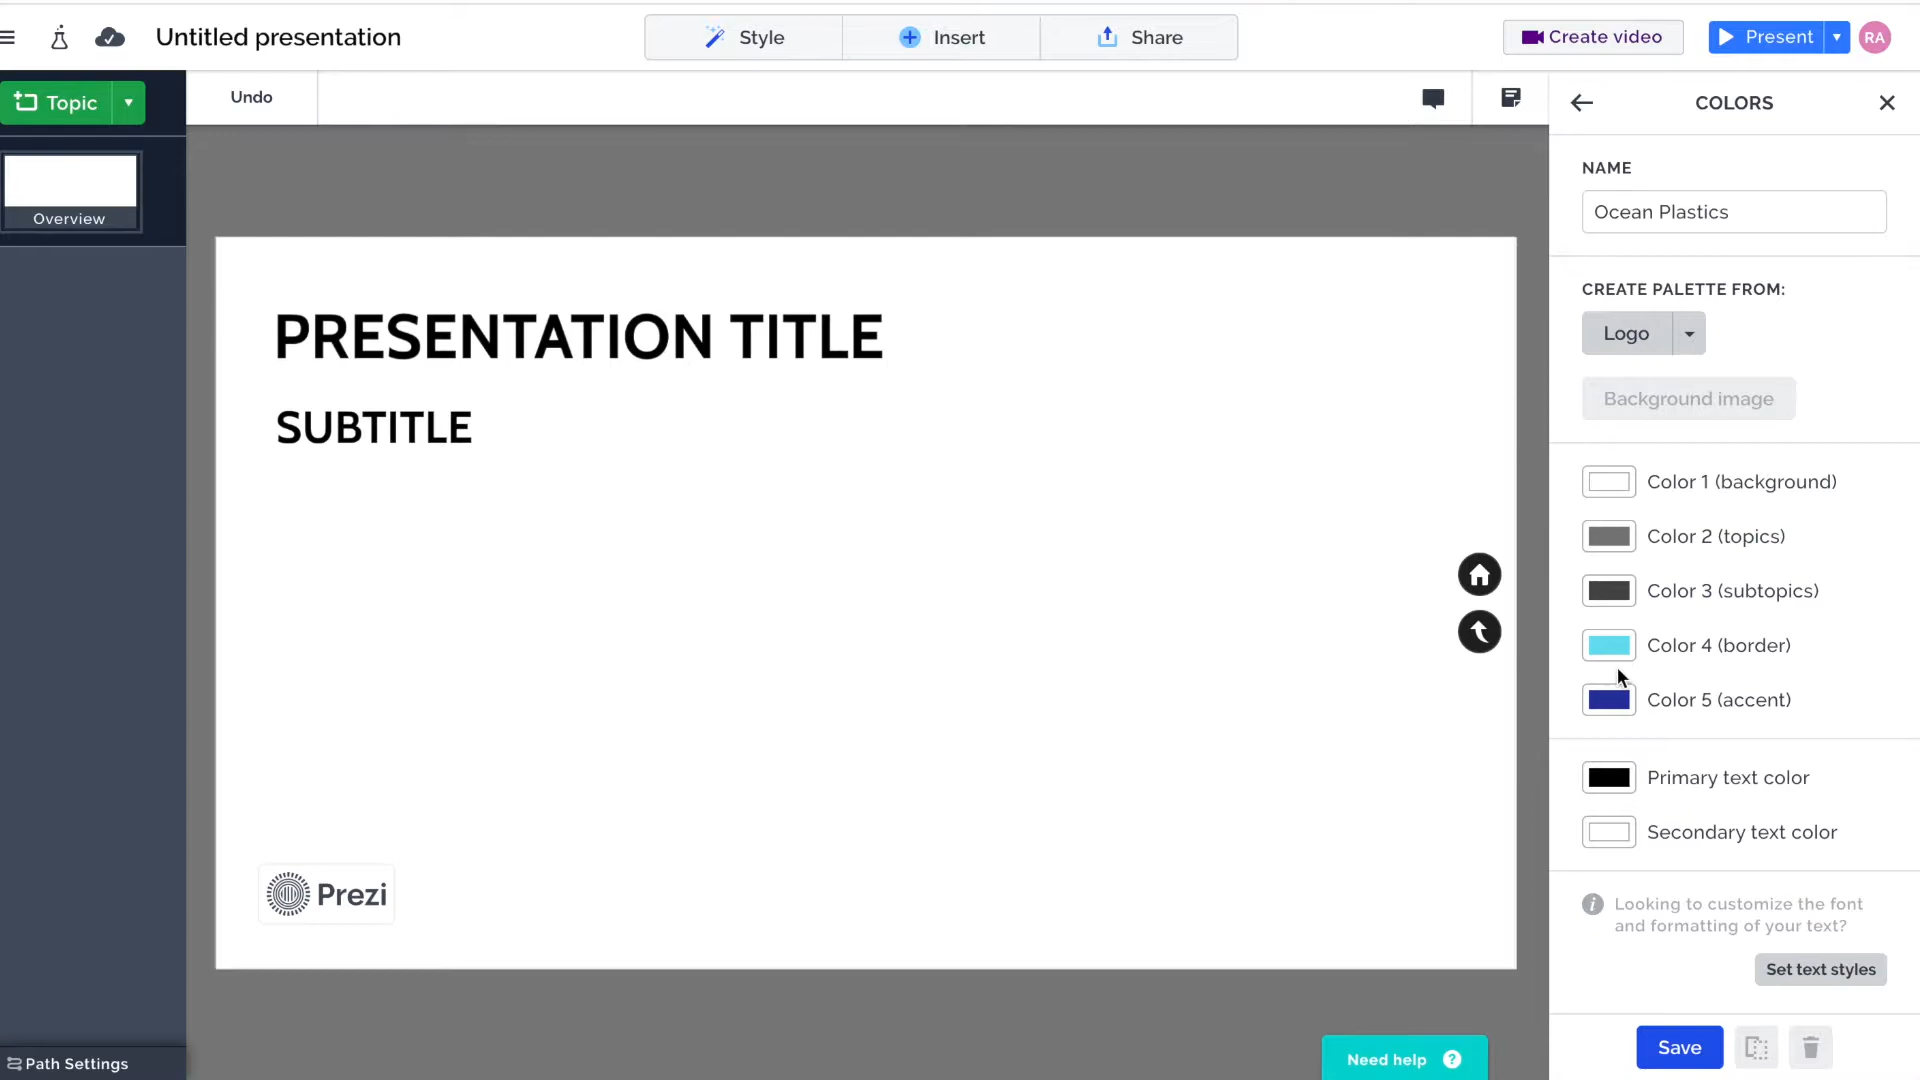 Untitled presentation
Style
Insert
Share
Create video
Present
RA
Topic
Undo
COLORS
Overview
NAME
Ocean Plastics
CREATE PALETTE FROM:
Logo
Background image
PRESENTATION TITLE
SUBTITLE
Color 1 (background)
Color 2 (topics)
Color 3 (subtopics)
Color 4 (border)
Color 5 (accent)
Primary text color
Secondary text color
Prezi
Looking to customize the font
and formatting of your text?
Set text styles
Path Settings
Need help ?
Save